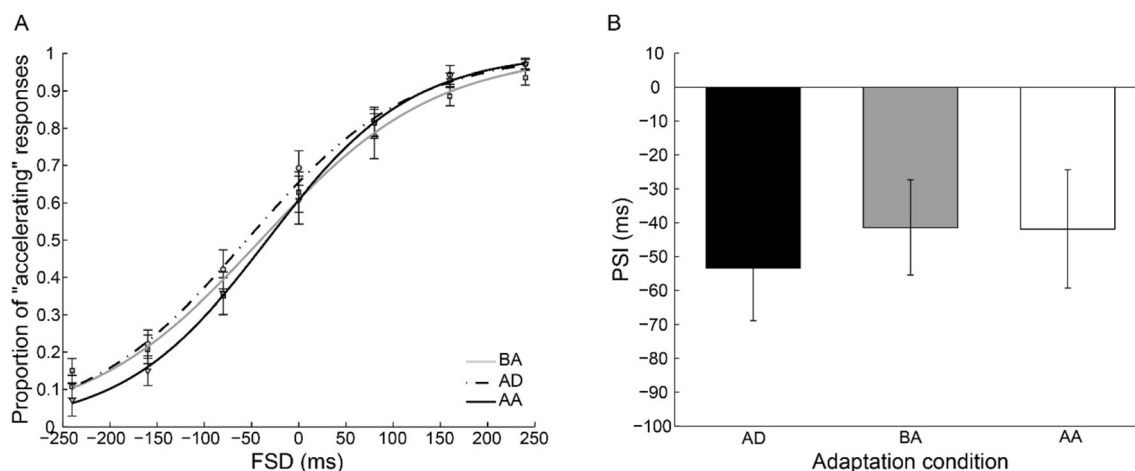 A
Proportion of "accelerating" responses
1
0.9
0.8
0.7
0.6
0.5
0.4
0.3
0.2
0.1
0
−250 −200 −150 −100 −50 0 50 100 150 200 250
FSD (ms)
BA
AD
AA
B
PSI (ms)
10
0
−10
−20
−30
−40
−50
−60
−70
−80
−90
−100
AD BA AA
Adaptation condition